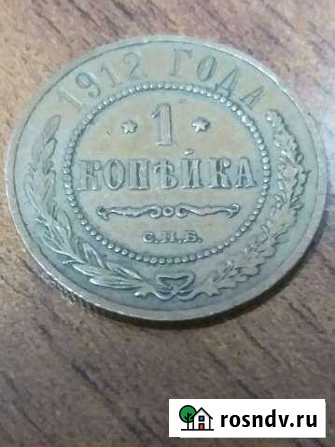 1912 ГОДА
* 1 *
КОПѢЙКА
С.П.Б.
rosndv.ru